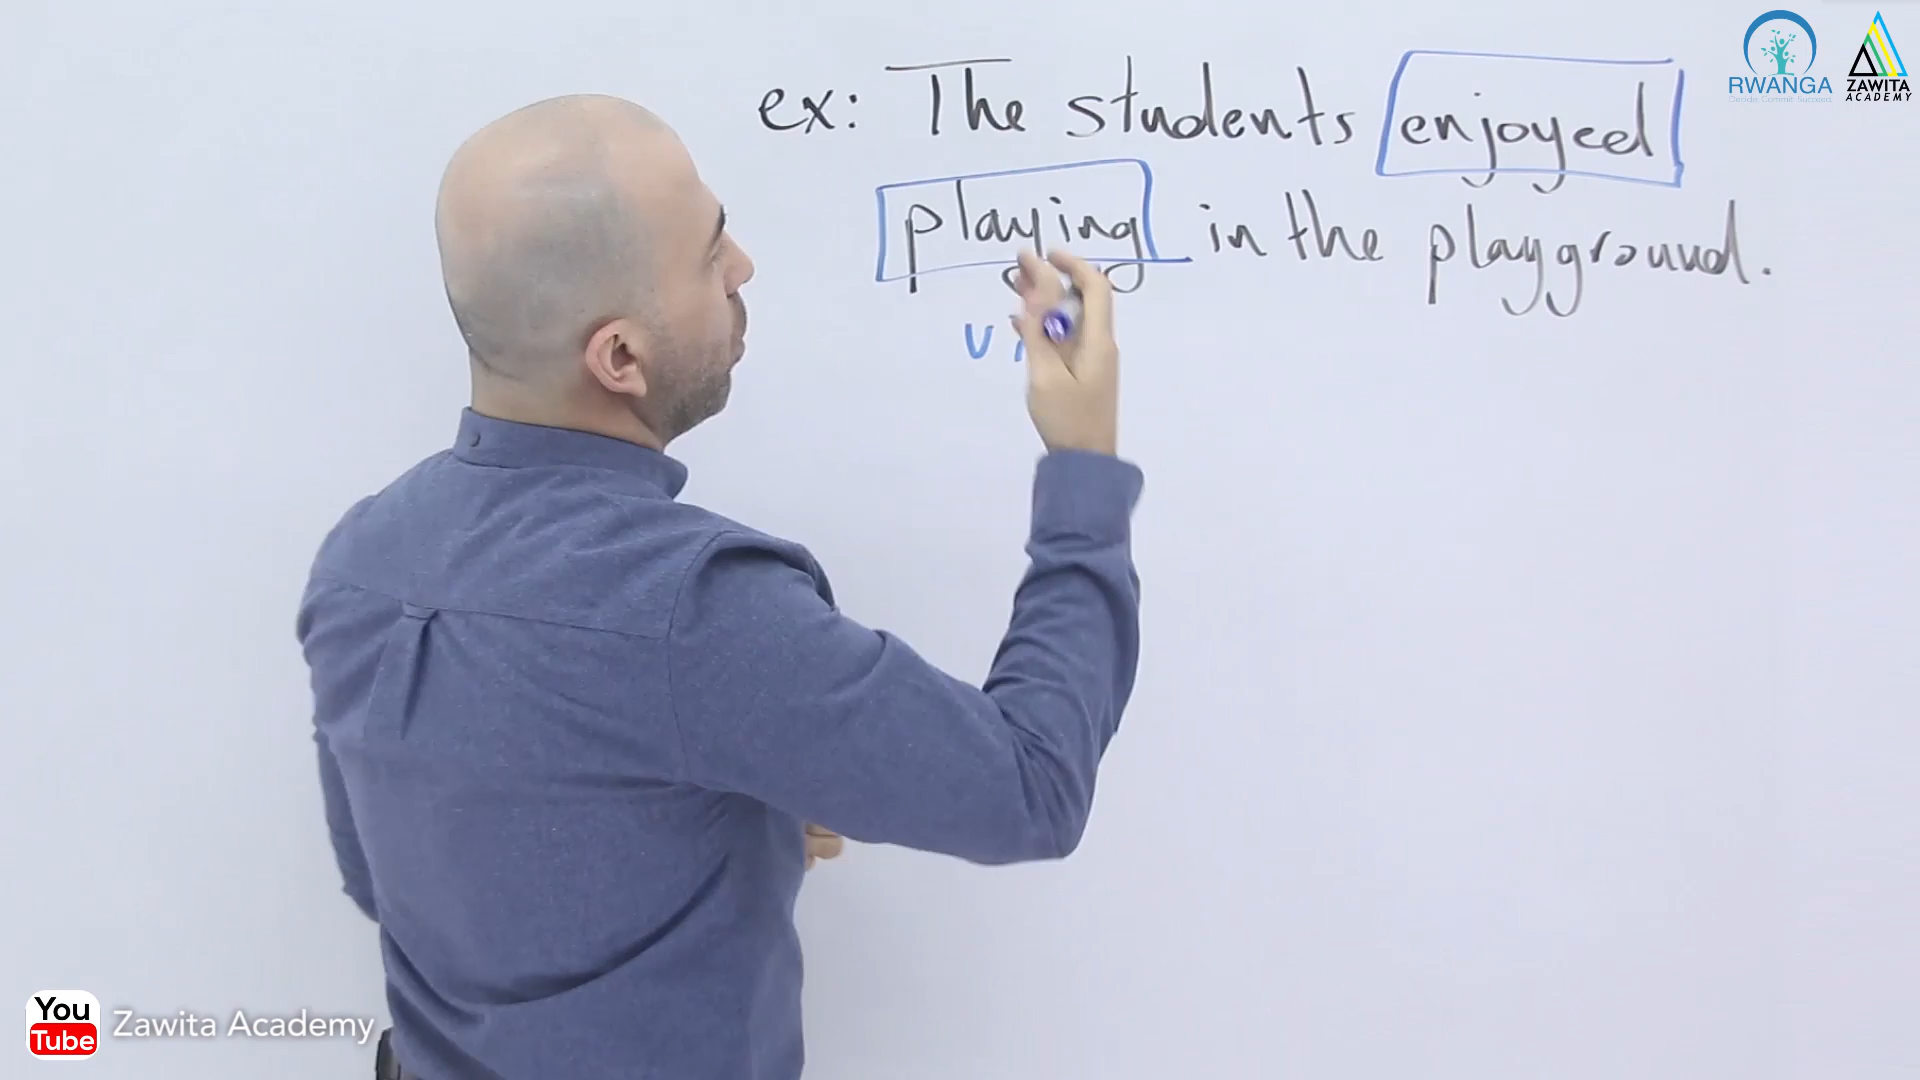 ex: The students enjoyed
playing in the playground.
RWANGA
ZAWITA
ACADEMY
You
Tube
Zawita Academy